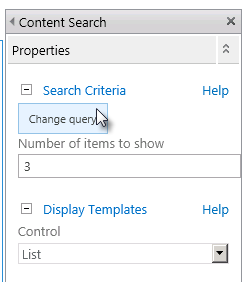 Content Search
Properties
Search Criteria Help
Change query
Number of items to show
3
Display Templates Help
Control
List